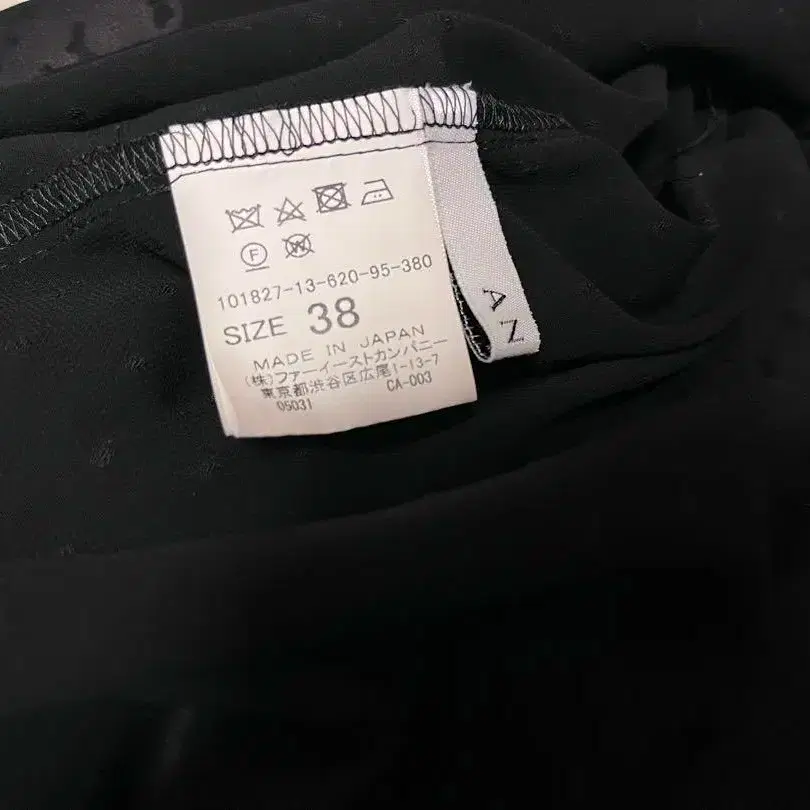 F
W
101827-13-620-95-380
SIZE 38
MADE IN JAPAN
(株)ファーイーストカンパニー
東京都渋谷区広尾1-13-7
05031 CA-003
AN